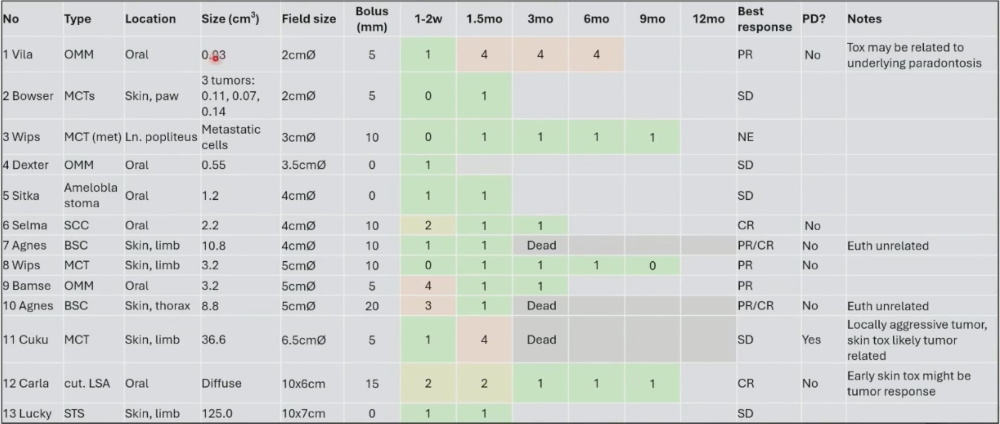 No Type Location Size (cm³) Field size Bolus (mm) 1-2w 1.5mo 3mo 6mo 9mo 12mo Best response PD? Notes
1 Vila OMM Oral 0.03 2cmØ 5 1 4 4 4 PR No Tox may be related to underlying paradontosis
2 Bowser MCTs Skin, paw 3 tumors: 0.11, 0.07, 0.14 2cmØ 5 0 1 SD
3 Wips MCT (met) Ln. popliteus Metastatic cells 3cmØ 10 0 1 1 1 1 NE
4 Dexter OMM Oral 0.55 3.5cmØ 0 1 SD
5 Sitka Ameloblastoma Oral 1.2 4cmØ 0 1 1 SD
6 Selma SCC Oral 2.2 4cmØ 10 2 1 1 CR No
7 Agnes BSC Skin, limb 10.8 4cmØ 10 1 1 Dead PR/CR No Euth unrelated
8 Wips MCT Skin, limb 3.2 5cmØ 10 0 1 1 1 0 PR No
9 Bamse OMM Oral 3.2 5cmØ 5 4 1 1 PR
10 Agnes BSC Skin, thorax 8.8 5cmØ 20 3 1 Dead PR/CR No Euth unrelated
11 Cuku MCT Skin, limb 36.6 6.5cmØ 5 1 4 Dead SD Yes Locally aggressive tumor, skin tox likely tumor related
12 Carla cut. LSA Oral Diffuse 10x6cm 15 2 2 1 1 1 CR No Early skin tox might be tumor response
13 Lucky STS Skin, limb 125.0 10x7cm 0 1 1 SD